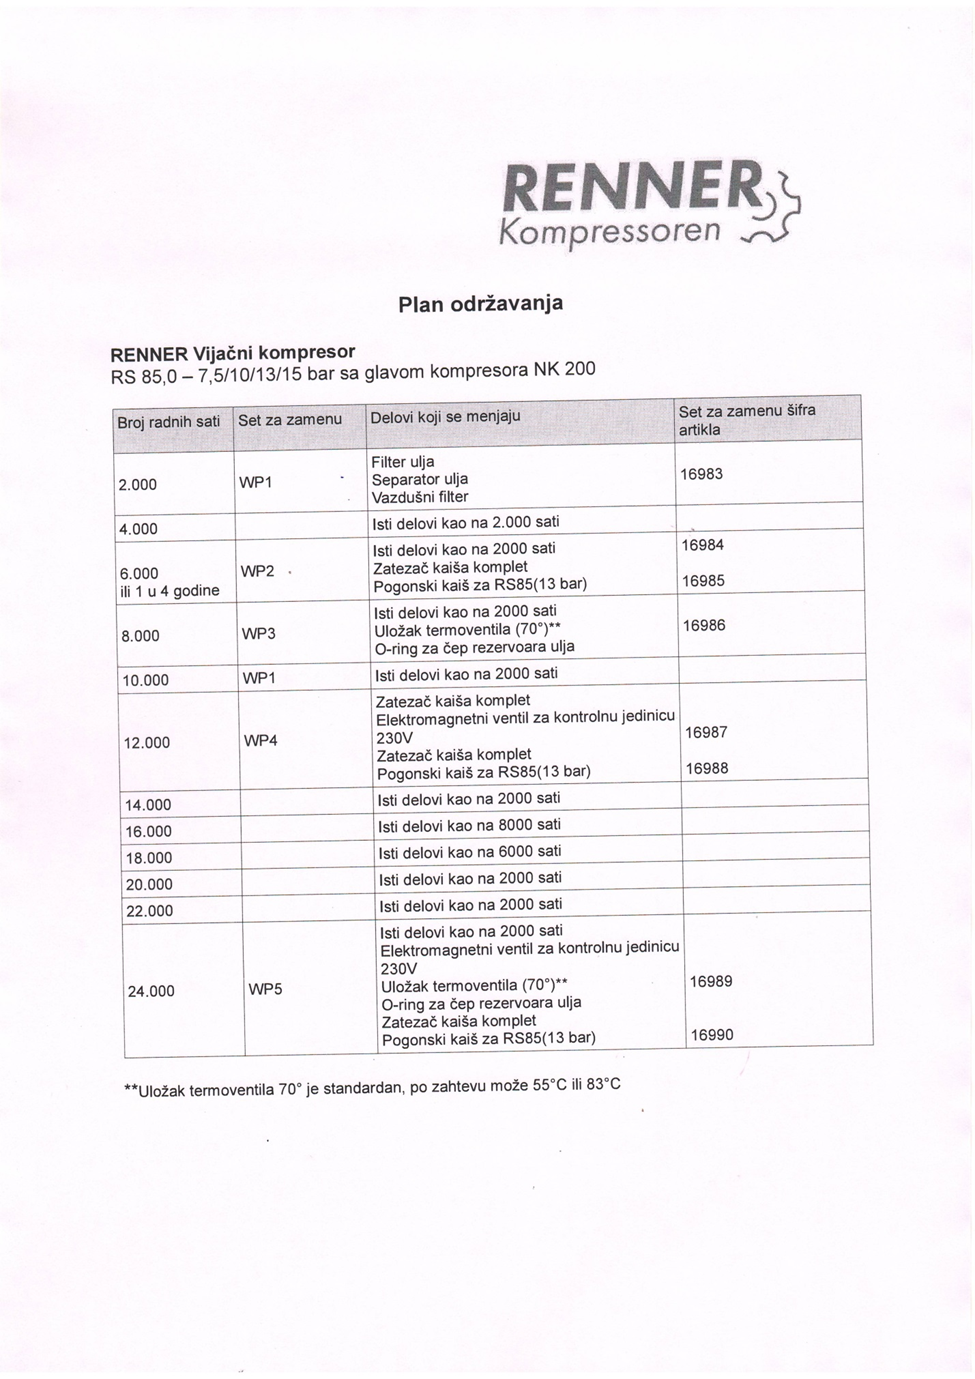 RENNER
Kompressoren
Plan održavanja
RENNER Vijačni kompresor
RS 85,0 – 7,5/10/13/15 bar sa glavom kompresora NK 200
Broj radnih sati Set za zamenu Delovi koji se menjaju Set za zamenu šifra
artikla
2.000 WP1 Filter ulja 16983
Separator ulja
Vazdušni filter
4.000 Isti delovi kao na 2.000 sati
6.000 WP2 Isti delovi kao na 2000 sati 16984
ili 1 u 4 godine Zatezač kaiša komplet
Pogonski kaiš za RS85(13 bar) 16985
8.000 WP3 Isti delovi kao na 2000 sati 16986
Uložak termoventila (70°)**
O-ring za čep rezervoara ulja
10.000 WP1 Isti delovi kao na 2000 sati
12.000 WP4 Zatezač kaiša komplet
Elektromagnetni ventil za kontrolnu jedinicu
230V 16987
Zatezač kaiša komplet
Pogonski kaiš za RS85(13 bar) 16988
14.000 Isti delovi kao na 2000 sati
16.000 Isti delovi kao na 8000 sati
18.000 Isti delovi kao na 6000 sati
20.000 Isti delovi kao na 2000 sati
22.000 Isti delovi kao na 2000 sati
24.000 WP5 Isti delovi kao na 2000 sati
Elektromagnetni ventil za kontrolnu jedinicu
230V
Uložak termoventila (70°)** 16989
O-ring za čep rezervoara ulja
Zatezač kaiša komplet
Pogonski kaiš za RS85(13 bar) 16990
**Uložak termoventila 70° je standardan, po zahtevu može 55°C ili 83°C